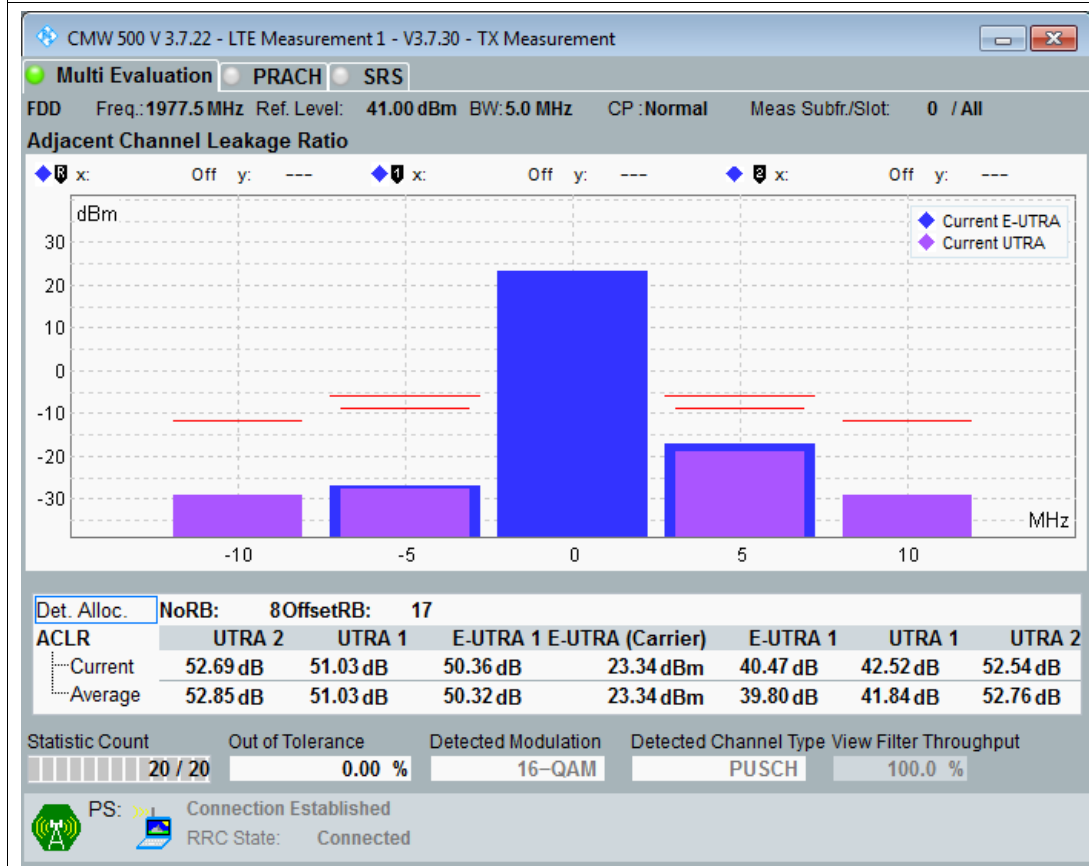 CMW 500 V 3.7.22 - LTE Measurement 1 - V3.7.30 - TX Measurement
Multi Evaluation PRACH SRS
FDD Freq.: 1977.5 MHz Ref. Level: 41.00 dBm BW: 5.0 MHz CP : Normal Meas Subfr./Slot: 0 / All
Adjacent Channel Leakage Ratio
R x: Off y: --- 1 x: Off y: --- 2 x: Off y: ---
dBm
Current E-UTRA
Current UTRA
30
20
10
0
-10
-20
-30
MHz
-10 -5 0 5 10
Det. Alloc. NoRB: 8 OffsetRB: 17
ACLR UTRA 2 UTRA 1 E-UTRA 1 E-UTRA (Carrier) E-UTRA 1 UTRA 1 UTRA 2
Current 52.69 dB 51.03 dB 50.36 dB 23.34 dBm 40.47 dB 42.52 dB 52.54 dB
Average 52.85 dB 51.03 dB 50.32 dB 23.34 dBm 39.80 dB 41.84 dB 52.76 dB
Statistic Count Out of Tolerance Detected Modulation Detected Channel Type View Filter Throughput
20 / 20 0.00 % 16-QAM PUSCH 100.0 %
PS: Connection Established
RRC State: Connected